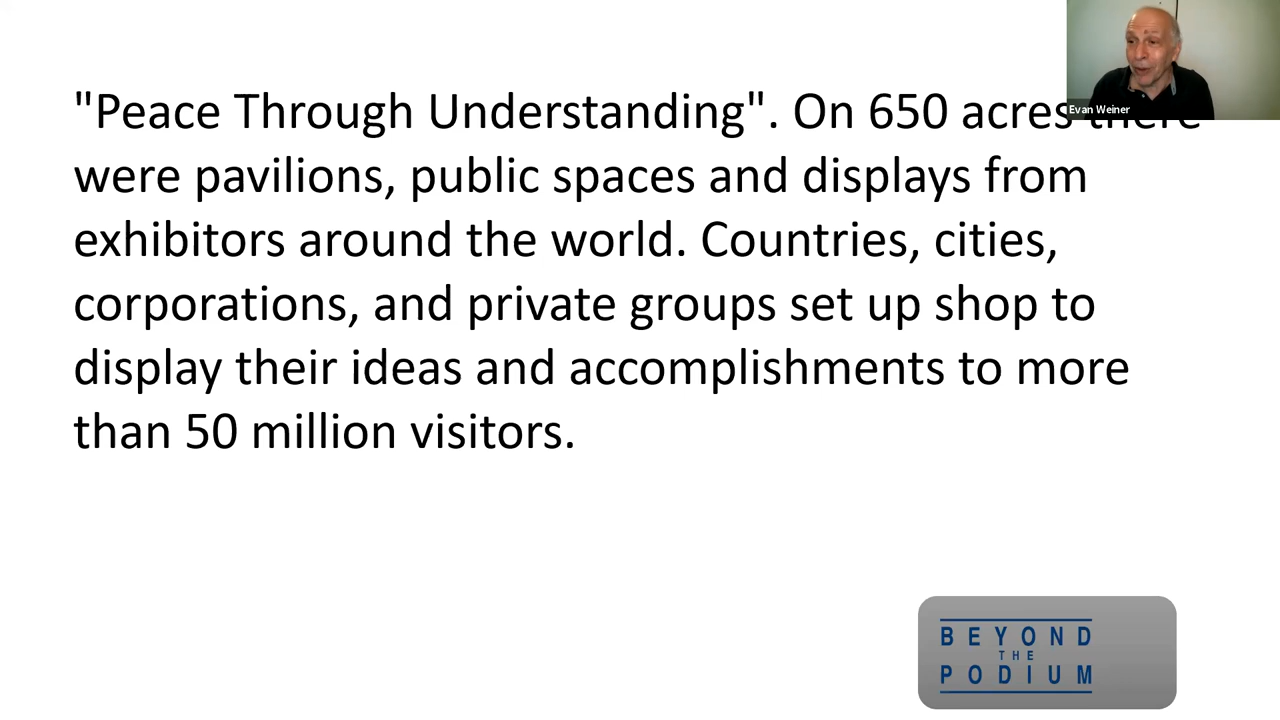 "Peace Through Understanding". On 650 acres there
were pavilions, public spaces and displays from
exhibitors around the world. Countries, cities,
corporations, and private groups set up shop to
display their ideas and accomplishments to more
than 50 million visitors.
Evan Weiner
BEYOND
THE
PODIUM